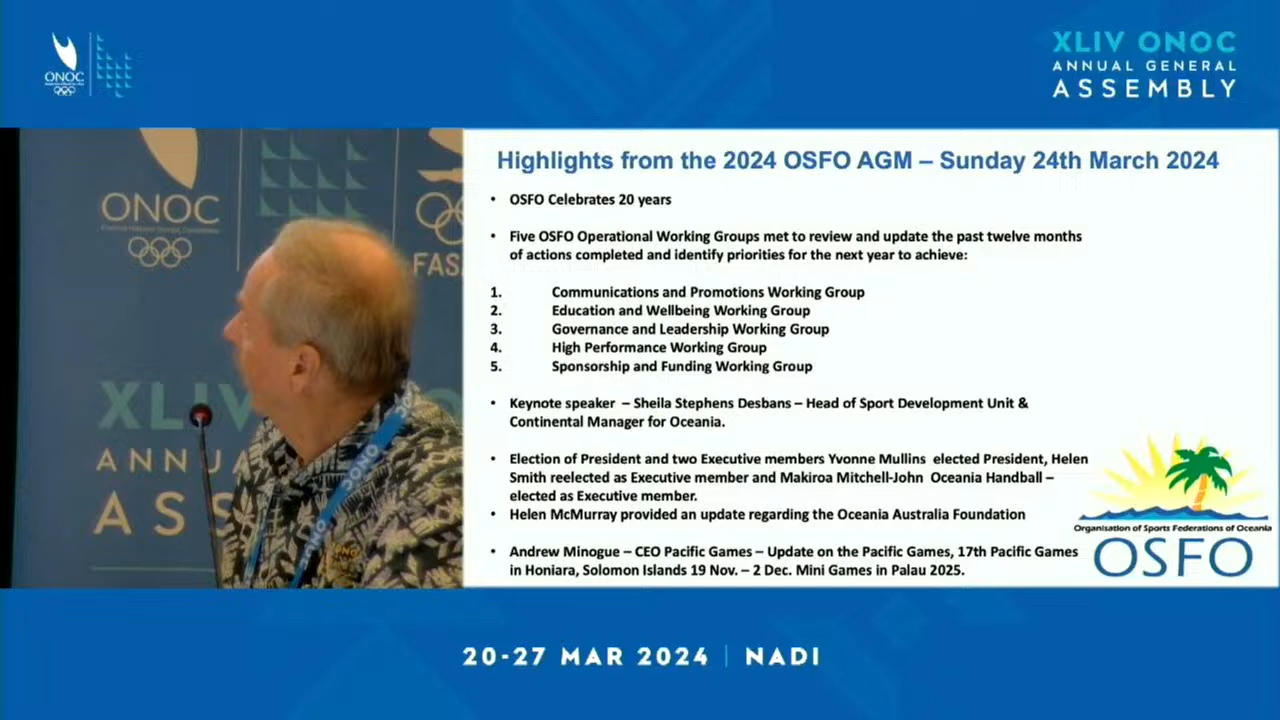 ONOC
XLIV ONOC
ANNUAL GENERAL
ASSEMBLY
ONOC
FAS
XLIV
ANNUA
ASS
ONOC
ONOC
Highlights from the 2024 OSFO AGM – Sunday 24th March 2024
• OSFO Celebrates 20 years
• Five OSFO Operational Working Groups met to review and update the past twelve months
of actions completed and identify priorities for the next year to achieve:
1. Communications and Promotions Working Group
2. Education and Wellbeing Working Group
3. Governance and Leadership Working Group
4. High Performance Working Group
5. Sponsorship and Funding Working Group
• Keynote speaker – Sheila Stephens Desbans – Head of Sport Development Unit &
Continental Manager for Oceania.
• Election of President and two Executive members Yvonne Mullins elected President, Helen
Smith reelected as Executive member and Makiroa Mitchell-John Oceania Handball –
elected as Executive member.
• Helen McMurray provided an update regarding the Oceania Australia Foundation
• Andrew Minogue – CEO Pacific Games – Update on the Pacific Games, 17th Pacific Games
in Honiara, Solomon Islands 19 Nov. – 2 Dec. Mini Games in Palau 2025.
Organisation of Sports Federations of Oceania
OSFO
20-27 MAR 2024 | NADI